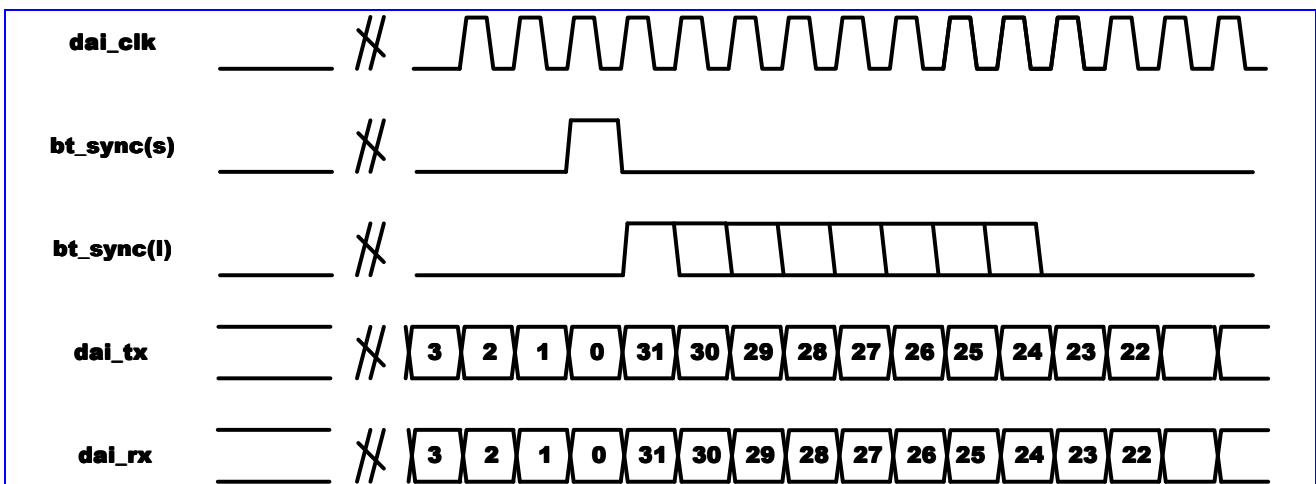 dai_clk
bt_sync(s)
bt_sync(l)
dai_tx 3 2 1 0 31 30 29 28 27 26 25 24 23 22
dai_rx 3 2 1 0 31 30 29 28 27 26 25 24 23 22